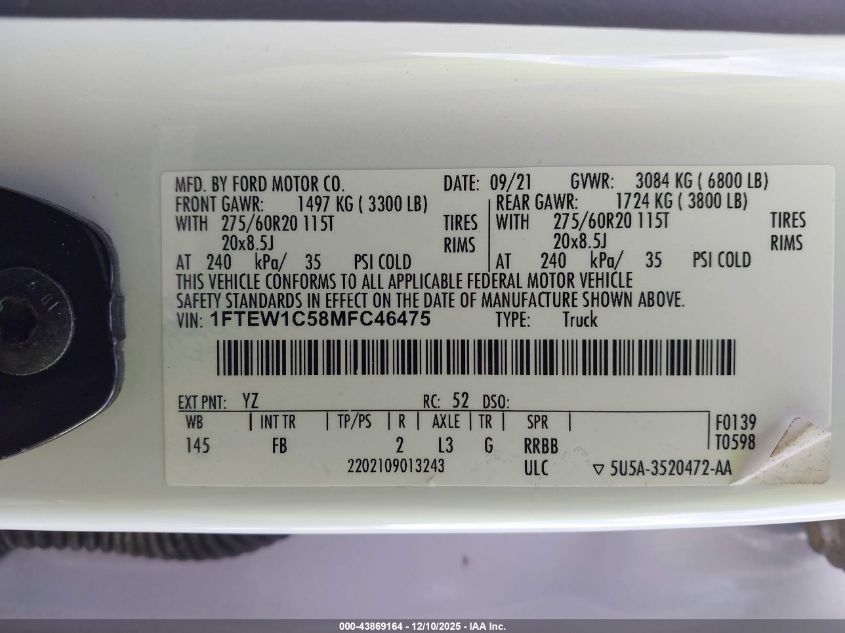 MFD. BY FORD MOTOR CO. DATE: 09/21 GVWR: 3084 KG ( 6800 LB)
FRONT GAWR: 1497 KG ( 3300 LB) REAR GAWR: 1724 KG ( 3800 LB)
WITH 275/60R20 115T TIRES WITH 275/60R20 115T TIRES
20x8.5J RIMS 20x8.5J RIMS
AT 240 kPa/ 35 PSI COLD AT 240 kPa/ 35 PSI COLD
THIS VEHICLE CONFORMS TO ALL APPLICABLE FEDERAL MOTOR VEHICLE
SAFETY STANDARDS IN EFFECT ON THE DATE OF MANUFACTURE SHOWN ABOVE.
VIN: 1FTEW1C58MFC46475 TYPE: Truck
EXT PNT: YZ RC: 52 DSO:
WB INT TR TP/PS R AXLE TR SPR F0139
145 FB 2 L3 G RRBB T0598
2202109013243 ULC ▽ 5U5A-3520472-AA
000-43869164 - 12/10/2025 - IAA Inc.